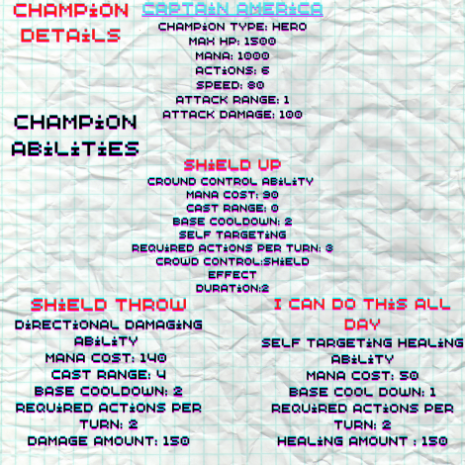 CHAMPION
DETAILS
CAPTAIN AMERICA
CHAMPION TYPE: HERO
MAX HP: 1500
MANA: 1000
ACTIONS: 6
SPEED: 80
ATTACK RANGE: 1
ATTACK DAMAGE: 100
CHAMPION
ABILITIES
SHIELD UP
CROUND CONTROL ABILITY
MANA COST: 90
CAST RANGE: 0
BASE COOLDOWN: 2
SELF TARGETING
REQUIRED ACTIONS PER TURN: 3
CROWD CONTROL:SHIELD
EFFECT
DURATION:2
SHIELD THROW
DIRECTIONAL DAMAGING
ABILITY
MANA COST: 140
CAST RANGE: 4
BASE COOLDOWN: 2
REQUIRED ACTIONS PER
TURN: 2
DAMAGE AMOUNT: 150
I CAN DO THIS ALL
DAY
SELF TARGETING HEALING
ABILITY
MANA COST: 50
BASE COOL DOWN: 1
REQUIRED ACTIONS PER
TURN: 2
HEALING AMOUNT : 150